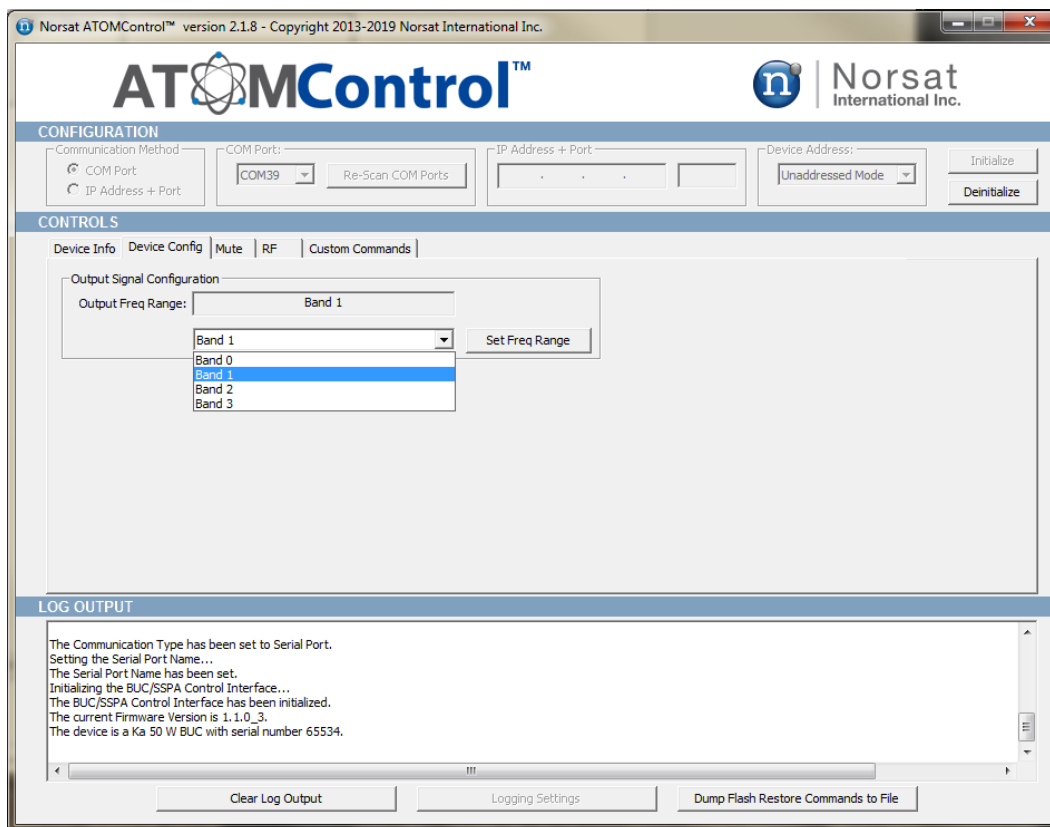 Norsat ATOMControl™ version 2.1.8 - Copyright 2013-2019 Norsat International Inc.
ATOMControl™
Norsat
International Inc.
CONFIGURATION
Communication Method
COM Port
IP Address + Port
COM Port:
COM39
Re-Scan COM Ports
IP Address + Port
. . .
Device Address:
Unaddressed Mode
Initialize
Deinitialize
CONTROLS
Device Info Device Config Mute RF Custom Commands
Output Signal Configuration
Output Freq Range: Band 1
Band 1 Set Freq Range
Band 0
Band 1
Band 2
Band 3
LOG OUTPUT
The Communication Type has been set to Serial Port.
Setting the Serial Port Name...
The Serial Port Name has been set.
Initializing the BUC/SSPA Control Interface...
The BUC/SSPA Control Interface has been initialized.
The current Firmware Version is 1.1.0_3.
The device is a Ka 50 W BUC with serial number 65534.
Clear Log Output Logging Settings Dump Flash Restore Commands to File